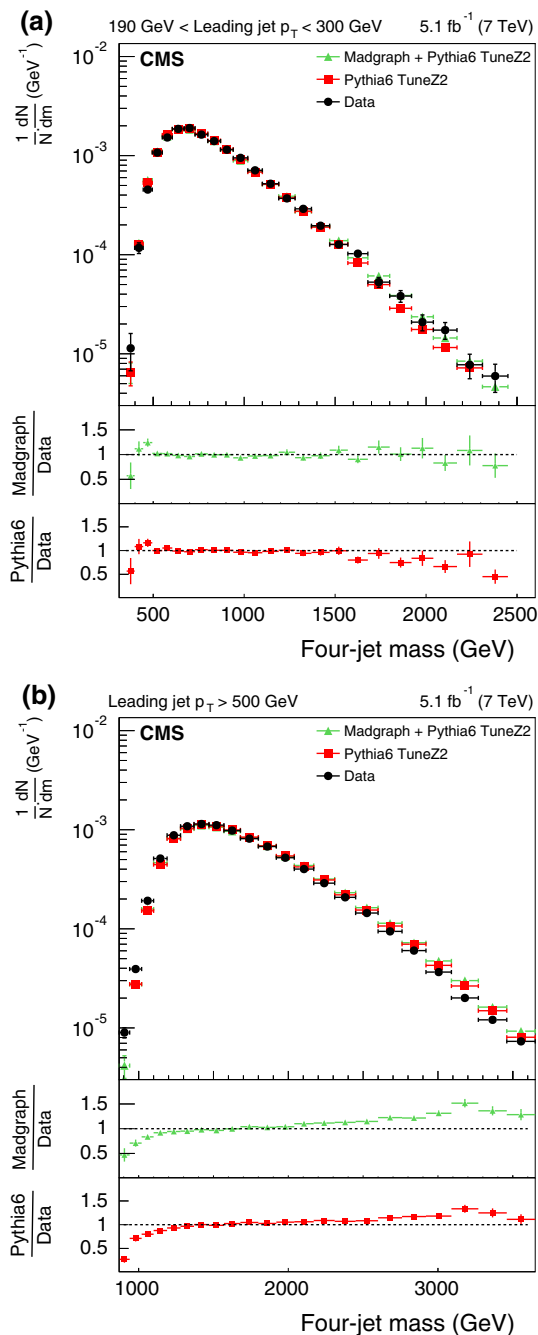 (a)
190 GeV < Leading jet p_T < 300 GeV 5.1 fb⁻¹ (7 TeV)
CMS
Madgraph + Pythia6 TuneZ2
Pythia6 TuneZ2
Data
1/N dN/dm (GeV⁻¹)
10⁻²
10⁻³
10⁻⁴
10⁻⁵
Madgraph/Data
1.5
1
0.5
Pythia6/Data
1.5
1
0.5
500 1000 1500 2000 2500
Four-jet mass (GeV)
(b)
Leading jet p_T > 500 GeV 5.1 fb⁻¹ (7 TeV)
CMS
Madgraph + Pythia6 TuneZ2
Pythia6 TuneZ2
Data
1/N dN/dm (GeV⁻¹)
10⁻²
10⁻³
10⁻⁴
10⁻⁵
Madgraph/Data
1.5
1
0.5
Pythia6/Data
1.5
1
0.5
1000 2000 3000
Four-jet mass (GeV)